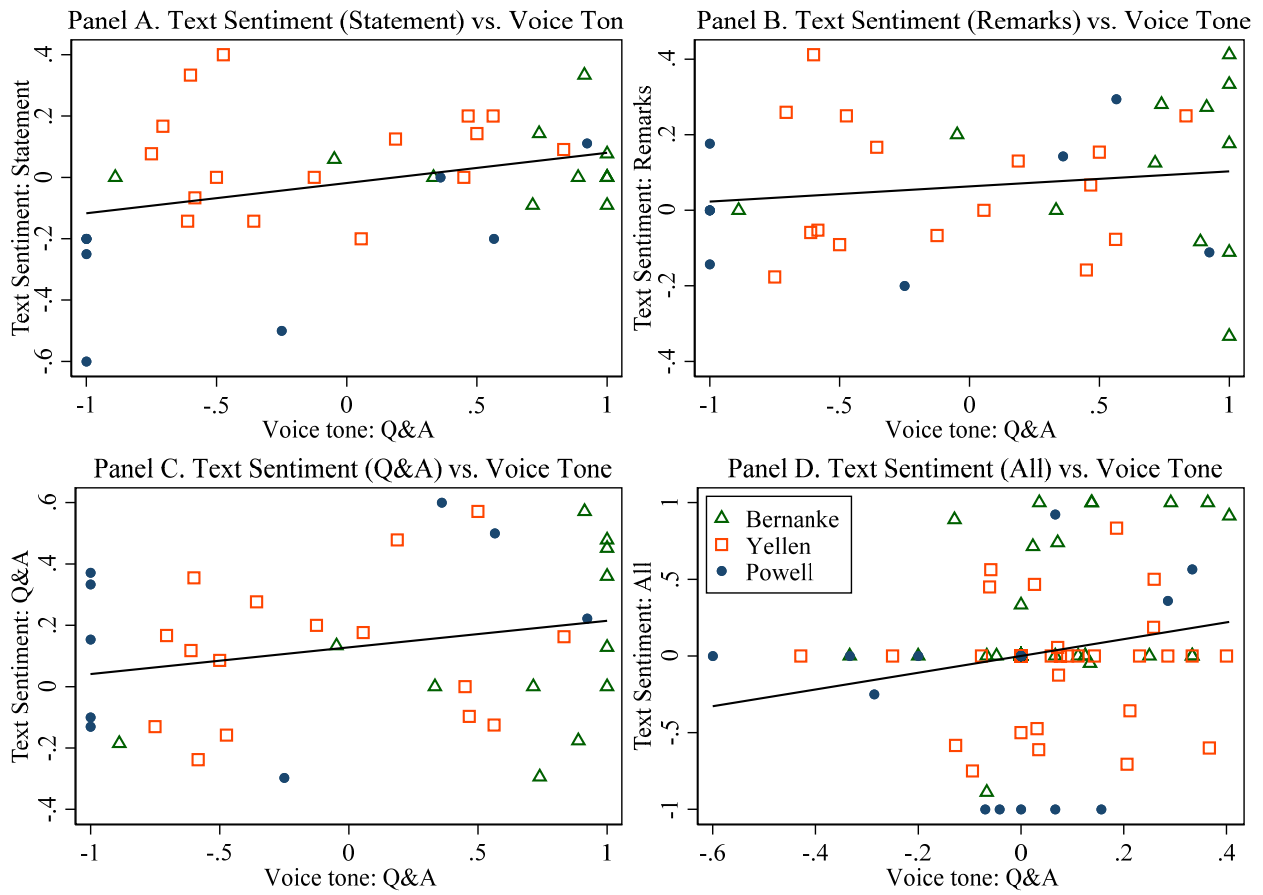 Panel A. Text Sentiment (Statement) vs. Voice Ton
Text Sentiment: Statement
.4
.2
0
-.2
-.4
-.6
-1
-.5
0
.5
1
Voice tone: Q&A
Panel B. Text Sentiment (Remarks) vs. Voice Tone
Text Sentiment: Remarks
.4
.2
0
-.2
-.4
-1
-.5
0
.5
1
Voice tone: Q&A
Panel C. Text Sentiment (Q&A) vs. Voice Tone
Text Sentiment: Q&A
.6
.4
.2
0
-.2
-.4
-1
-.5
0
.5
1
Voice tone: Q&A
Panel D. Text Sentiment (All) vs. Voice Tone
Text Sentiment: All
1
.5
0
-.5
-1
Bernanke
Yellen
Powell
-.6
-.4
-.2
0
.2
.4
Voice tone: Q&A